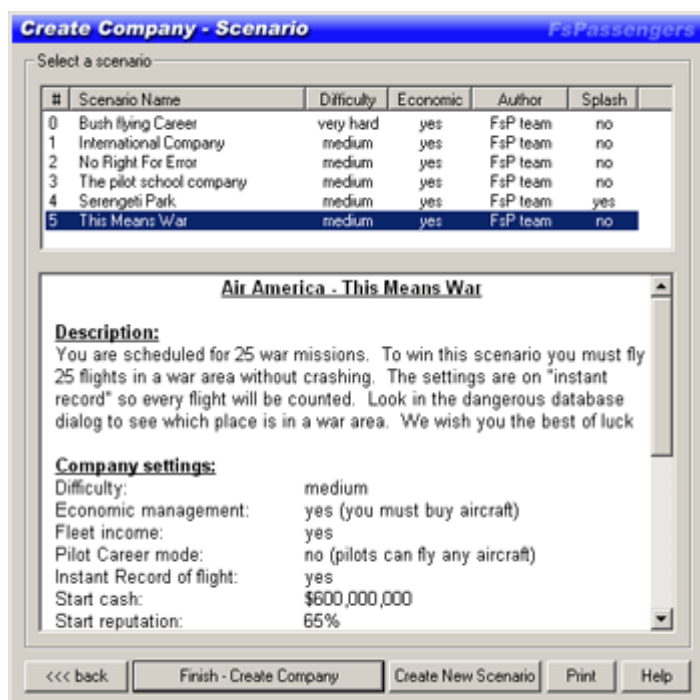 Create Company - Scenario
FsPassengers
Select a scenario
# Scenario Name Difficulty Economic Author Splash
0 Bush flying Career very hard yes FsP team no
1 International Company medium yes FsP team no
2 No Right For Error medium yes FsP team no
3 The pilot school company medium yes FsP team no
4 Serengeti Park medium yes FsP team yes
5 This Means War medium yes FsP team no
Air America - This Means War
Description:
You are scheduled for 25 war missions. To win this scenario you must fly
25 flights in a war area without crashing. The settings are on "instant
record" so every flight will be counted. Look in the dangerous database
dialog to see which place is in a war area. We wish you the best of luck
Company settings:
Difficulty: medium
Economic management: yes (you must buy aircraft)
Fleet income: yes
Pilot Career mode: no (pilots can fly any aircraft)
Instant Record of flight: yes
Start cash: $600,000,000
Start reputation: 65%
<<< back
Finish - Create Company
Create New Scenario
Print
Help